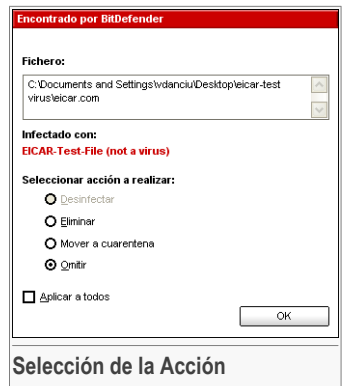 Encontrado por BitDefender
Fichero:
C:\Documents and Settings\vdanciu\Desktop\eicar-test
virus\eicar.com
Infectado con:
EICAR-Test-File (not a virus)
Seleccionar acción a realizar:
Desinfectar
Eliminar
Mover a cuarentena
Omitir
Aplicar a todos
OK
Selección de la Acción